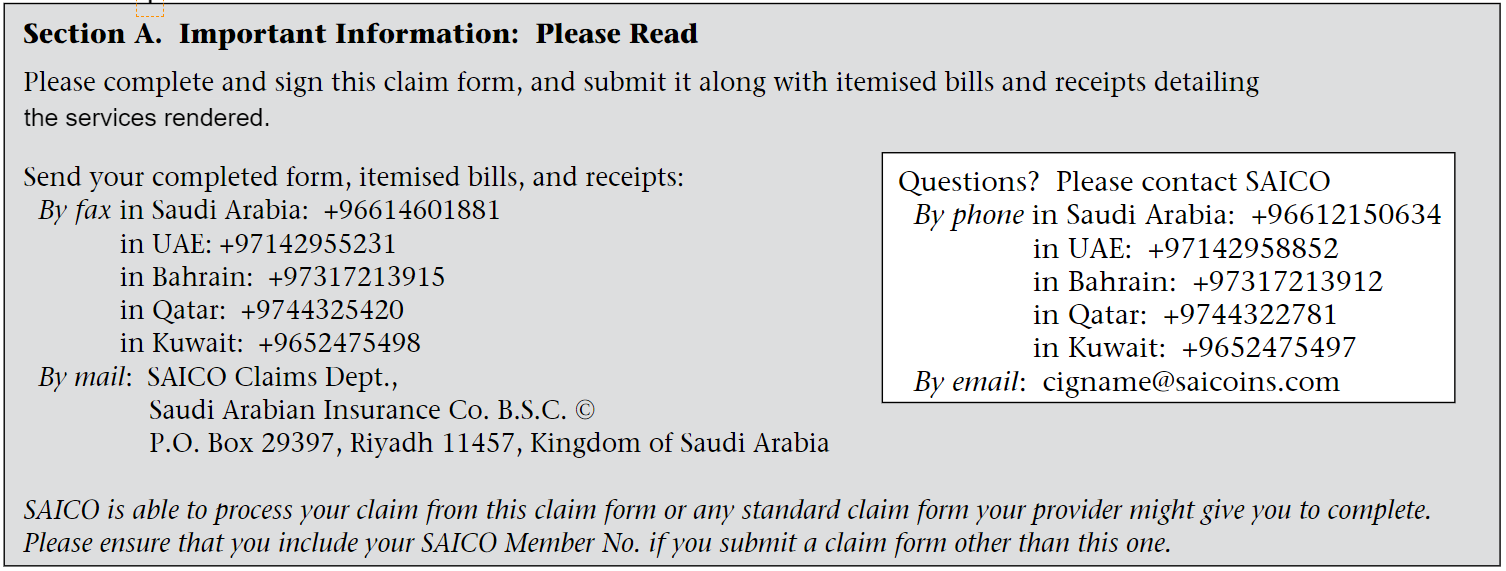 Section A. Important Information: Please Read
Please complete and sign this claim form, and submit it along with itemised bills and receipts detailing
the services rendered.
Send your completed form, itemised bills, and receipts:
By fax in Saudi Arabia: +96614601881
in UAE: +97142955231
in Bahrain: +97317213915
in Qatar: +9744325420
in Kuwait: +9652475498
By mail: SAICO Claims Dept.,
Saudi Arabian Insurance Co. B.S.C. ©
P.O. Box 29397, Riyadh 11457, Kingdom of Saudi Arabia
Questions? Please contact SAICO
By phone in Saudi Arabia: +96612150634
in UAE: +97142958852
in Bahrain: +97317213912
in Qatar: +9744322781
in Kuwait: +9652475497
By email: cigname@saicoins.com
SAICO is able to process your claim from this claim form or any standard claim form your provider might give you to complete.
Please ensure that you include your SAICO Member No. if you submit a claim form other than this one.